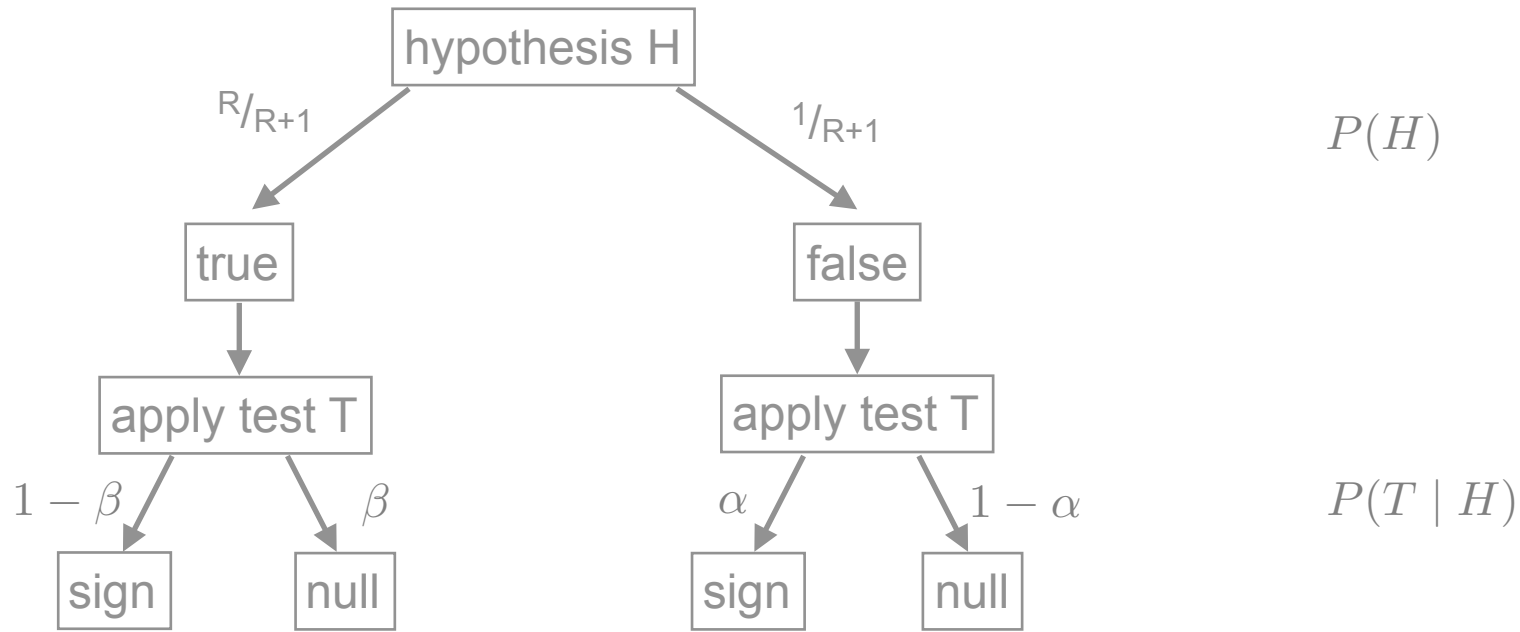 hypothesis H
R/R+1
1/R+1
P(H)
true
false
apply test T
apply test T
1 − β
β
α
1 − α
P(T | H)
sign
null
sign
null